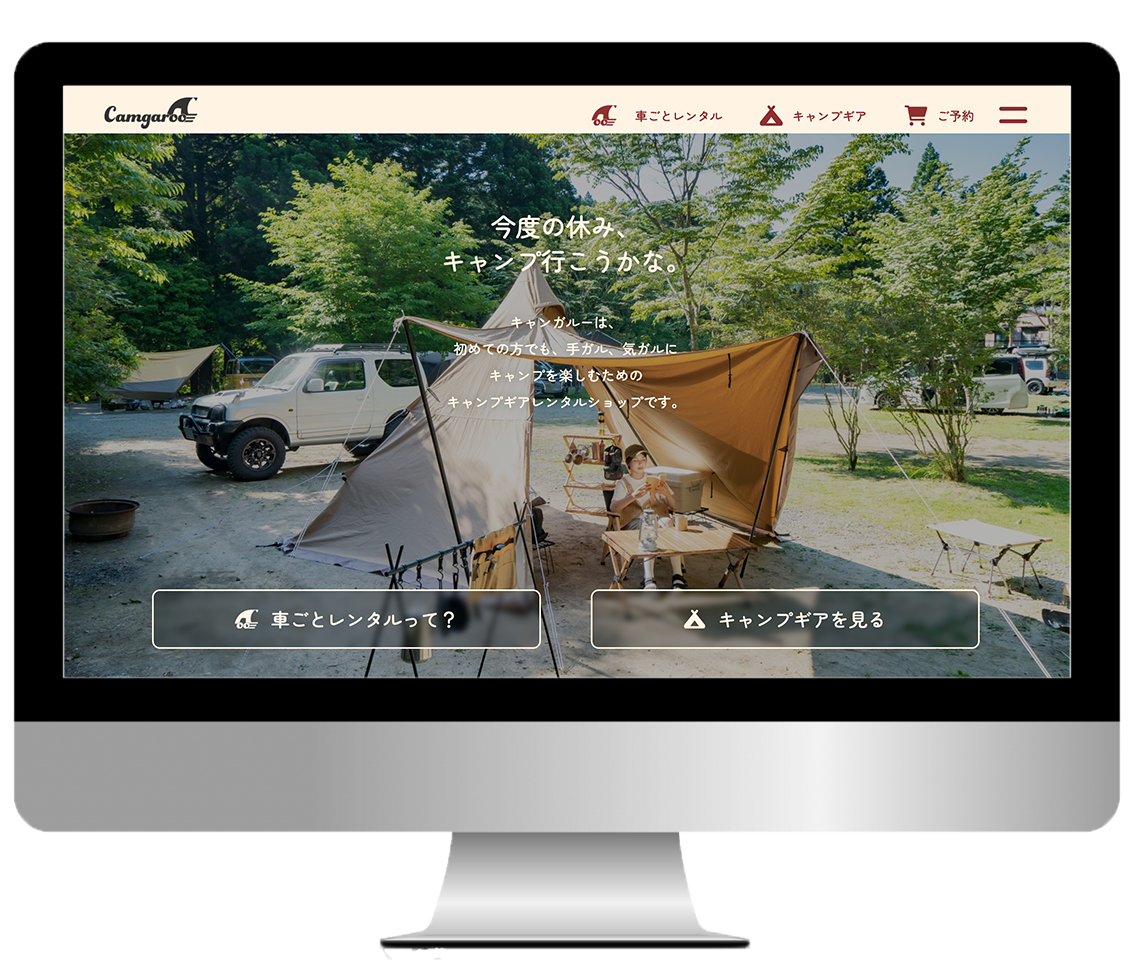 Camgaroo
車ごとレンタル
キャンプギア
ご予約
今度の休み、
キャンプ行こうかな。
キャンガルーは、
初めての方でも、手ガル、気ガルに
キャンプを楽しむための
キャンプギアレンタルショップです。
車ごとレンタルって？
キャンプギアを見る